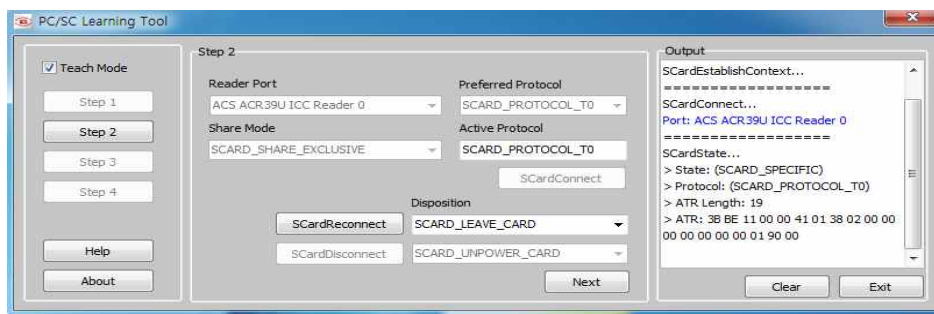 PC/SC Learning Tool
Teach Mode
Step 1
Step 2
Step 3
Step 4
Help
About
Step 2
Reader Port
Preferred Protocol
ACS ACR39U ICC Reader 0
SCARD_PROTOCOL_T0
Share Mode
Active Protocol
SCARD_SHARE_EXCLUSIVE
SCARD_PROTOCOL_T0
SCardConnect
Disposition
SCardReconnect
SCARD_LEAVE_CARD
SCardDisconnect
SCARD_UNPOWER_CARD
Next
Output
SCardEstablishContext...
==================
SCardConnect...
Port: ACS ACR39U ICC Reader 0
==================
SCardState...
> State: (SCARD_SPECIFIC)
> Protocol: (SCARD_PROTOCOL_T0)
> ATR Length: 19
> ATR: 3B BE 11 00 00 41 01 38 02 00 00
00 00 00 00 00 01 90 00
Clear
Exit